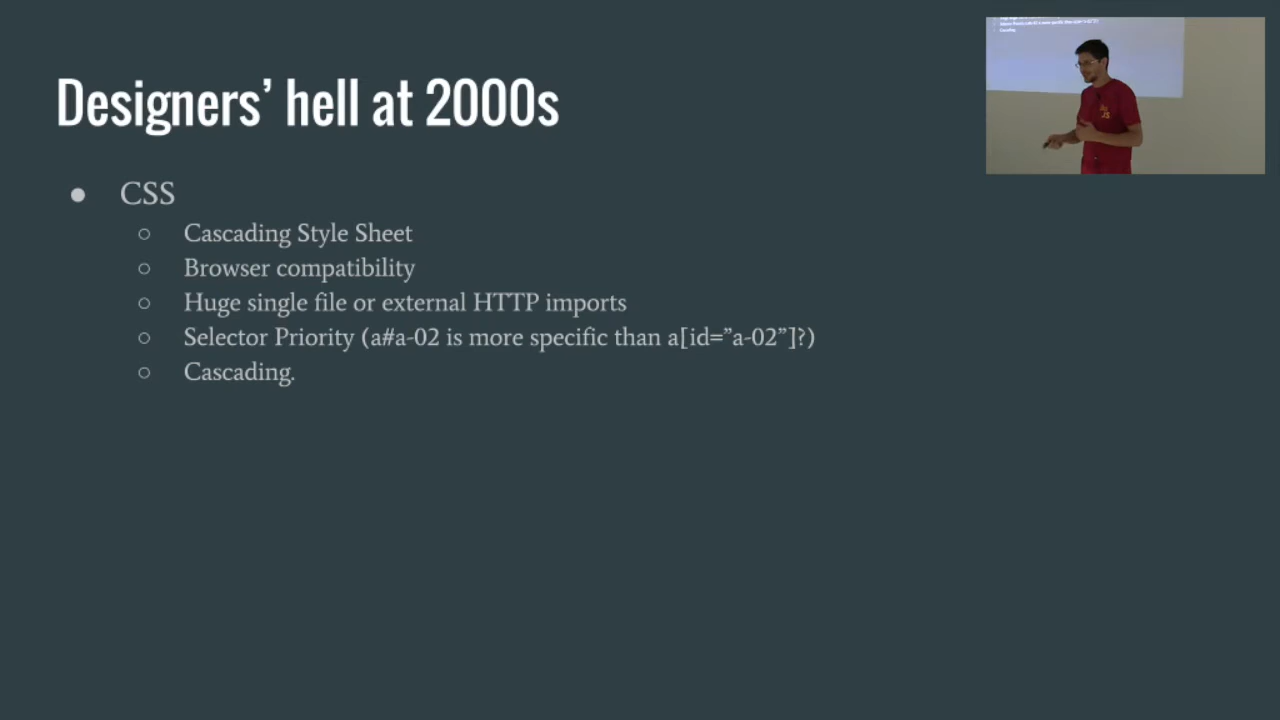 Designers’ hell at 2000s
● CSS
○ Cascading Style Sheet
○ Browser compatibility
○ Huge single file or external HTTP imports
○ Selector Priority (a#a-02 is more specific than a[id=”a-02”]?)
○ Cascading.